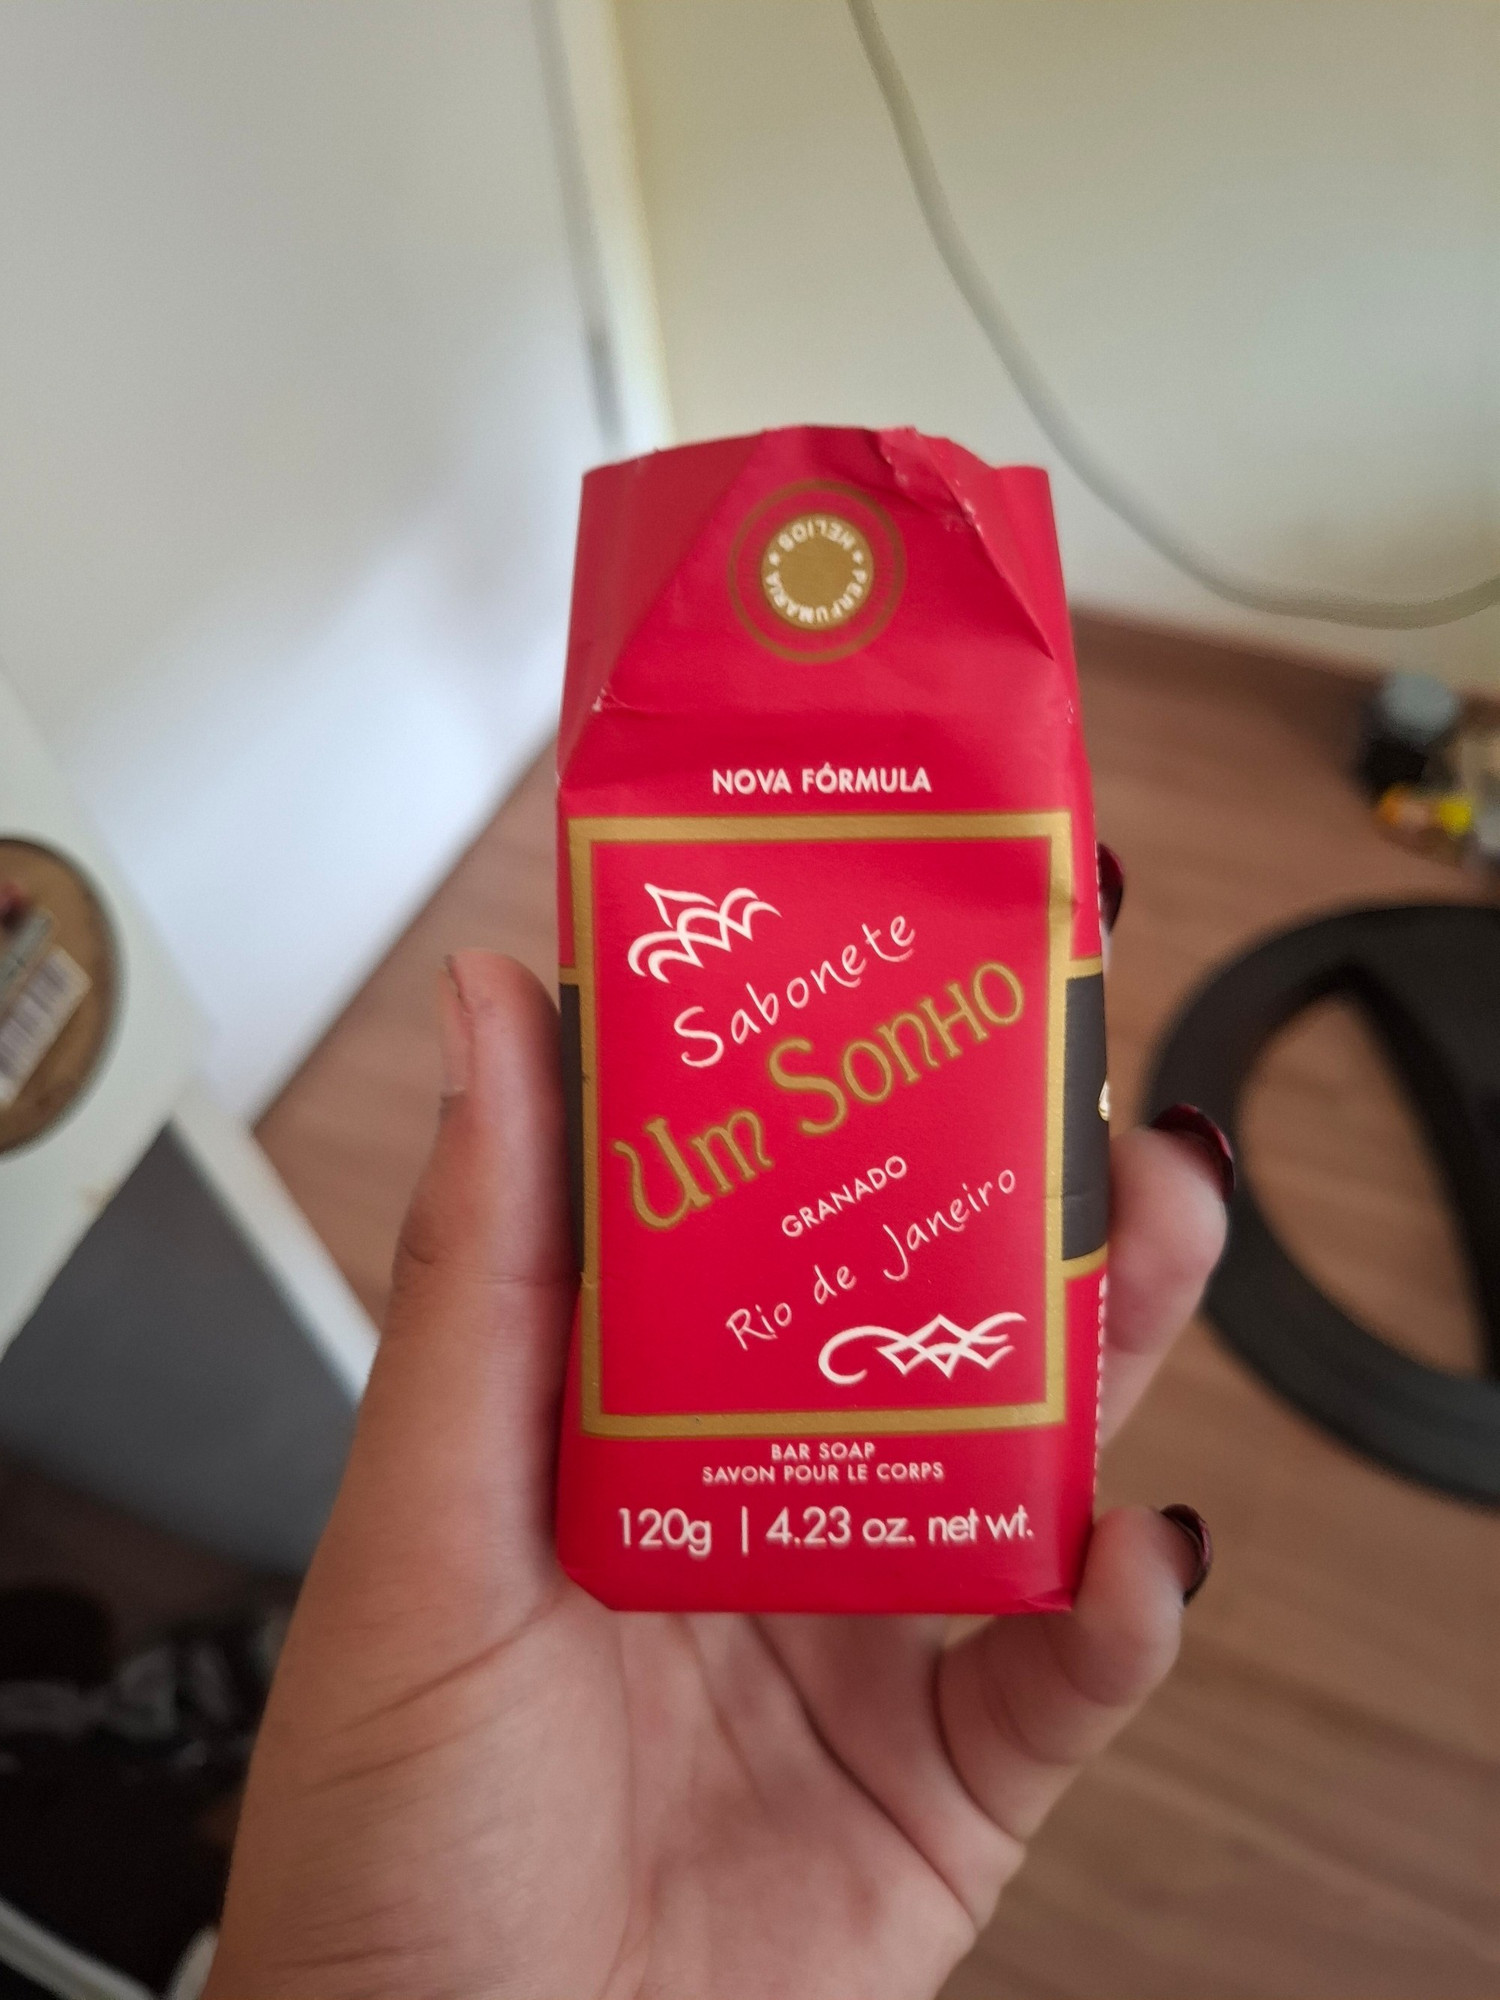 PERFUMARIA * HELIOS *
NOVA FÓRMULA
Sabonete
Um Sonho
GRANADO
Rio de Janeiro
BAR SOAP
SAVON POUR LE CORPS
120g | 4.23 oz. net wt.